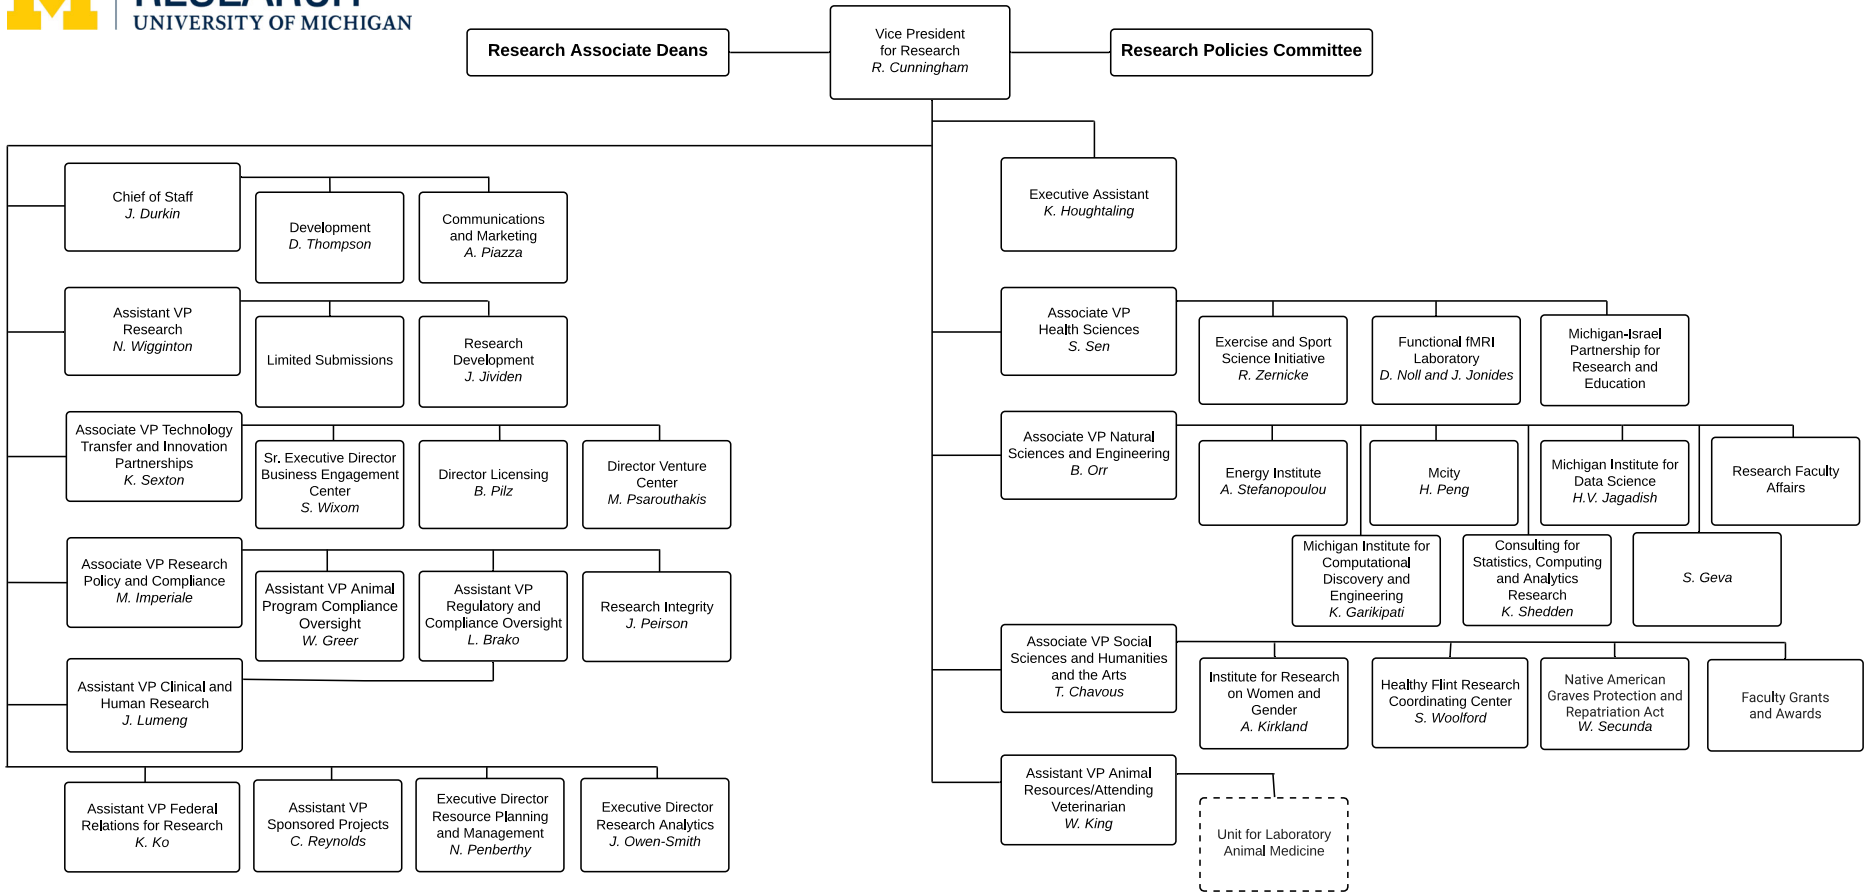 RESEARCH
UNIVERSITY OF MICHIGAN
Research Associate Deans
Vice President
for Research
R. Cunningham
Research Policies Committee
Chief of Staff
J. Durkin
Development
D. Thompson
Communications
and Marketing
A. Piazza
Executive Assistant
K. Houghtaling
Assistant VP
Research
N. Wigginton
Limited Submissions
Research
Development
J. Jividen
Associate VP
Health Sciences
S. Sen
Exercise and Sport
Science Initiative
R. Zernicke
Functional fMRI
Laboratory
D. Noll and J. Jonides
Michigan-Israel
Partnership for
Research and
Education
Associate VP Technology
Transfer and Innovation
Partnerships
K. Sexton
Sr. Executive Director
Business Engagement
Center
S. Wixom
Director Licensing
B. Pilz
Director Venture
Center
M. Psarouthakis
Associate VP Natural
Sciences and Engineering
B. Orr
Energy Institute
A. Stefanopoulou
Mcity
H. Peng
Michigan Institute for
Data Science
H.V. Jagadish
Research Faculty
Affairs
Michigan Institute for
Computational
Discovery and
Engineering
K. Garikipati
Consulting for
Statistics, Computing
and Analytics
Research
K. Shedden
S. Geva
Associate VP Research
Policy and Compliance
M. Imperiale
Assistant VP Animal
Program Compliance
Oversight
W. Greer
Assistant VP
Regulatory and
Compliance Oversight
L. Brako
Research Integrity
J. Peirson
Associate VP Social
Sciences and Humanities
and the Arts
T. Chavous
Institute for Research
on Women and
Gender
A. Kirkland
Healthy Flint Research
Coordinating Center
S. Woolford
Native American
Graves Protection and
Repatriation Act
W. Secunda
Faculty Grants
and Awards
Assistant VP Clinical and
Human Research
J. Lumeng
Assistant VP Federal
Relations for Research
K. Ko
Assistant VP
Sponsored Projects
C. Reynolds
Executive Director
Resource Planning
and Management
N. Penberthy
Executive Director
Research Analytics
J. Owen-Smith
Assistant VP Animal
Resources/Attending
Veterinarian
W. King
Unit for Laboratory
Animal Medicine